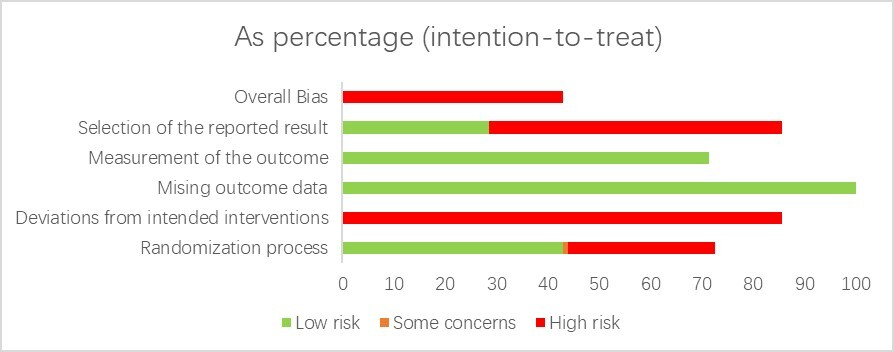 As percentage (intention-to-treat)
Overall Bias
Selection of the reported result
Measurement of the outcome
Mising outcome data
Deviations from intended interventions
Randomization process
0 10 20 30 40 50 60 70 80 90 100
Low risk Some concerns High risk